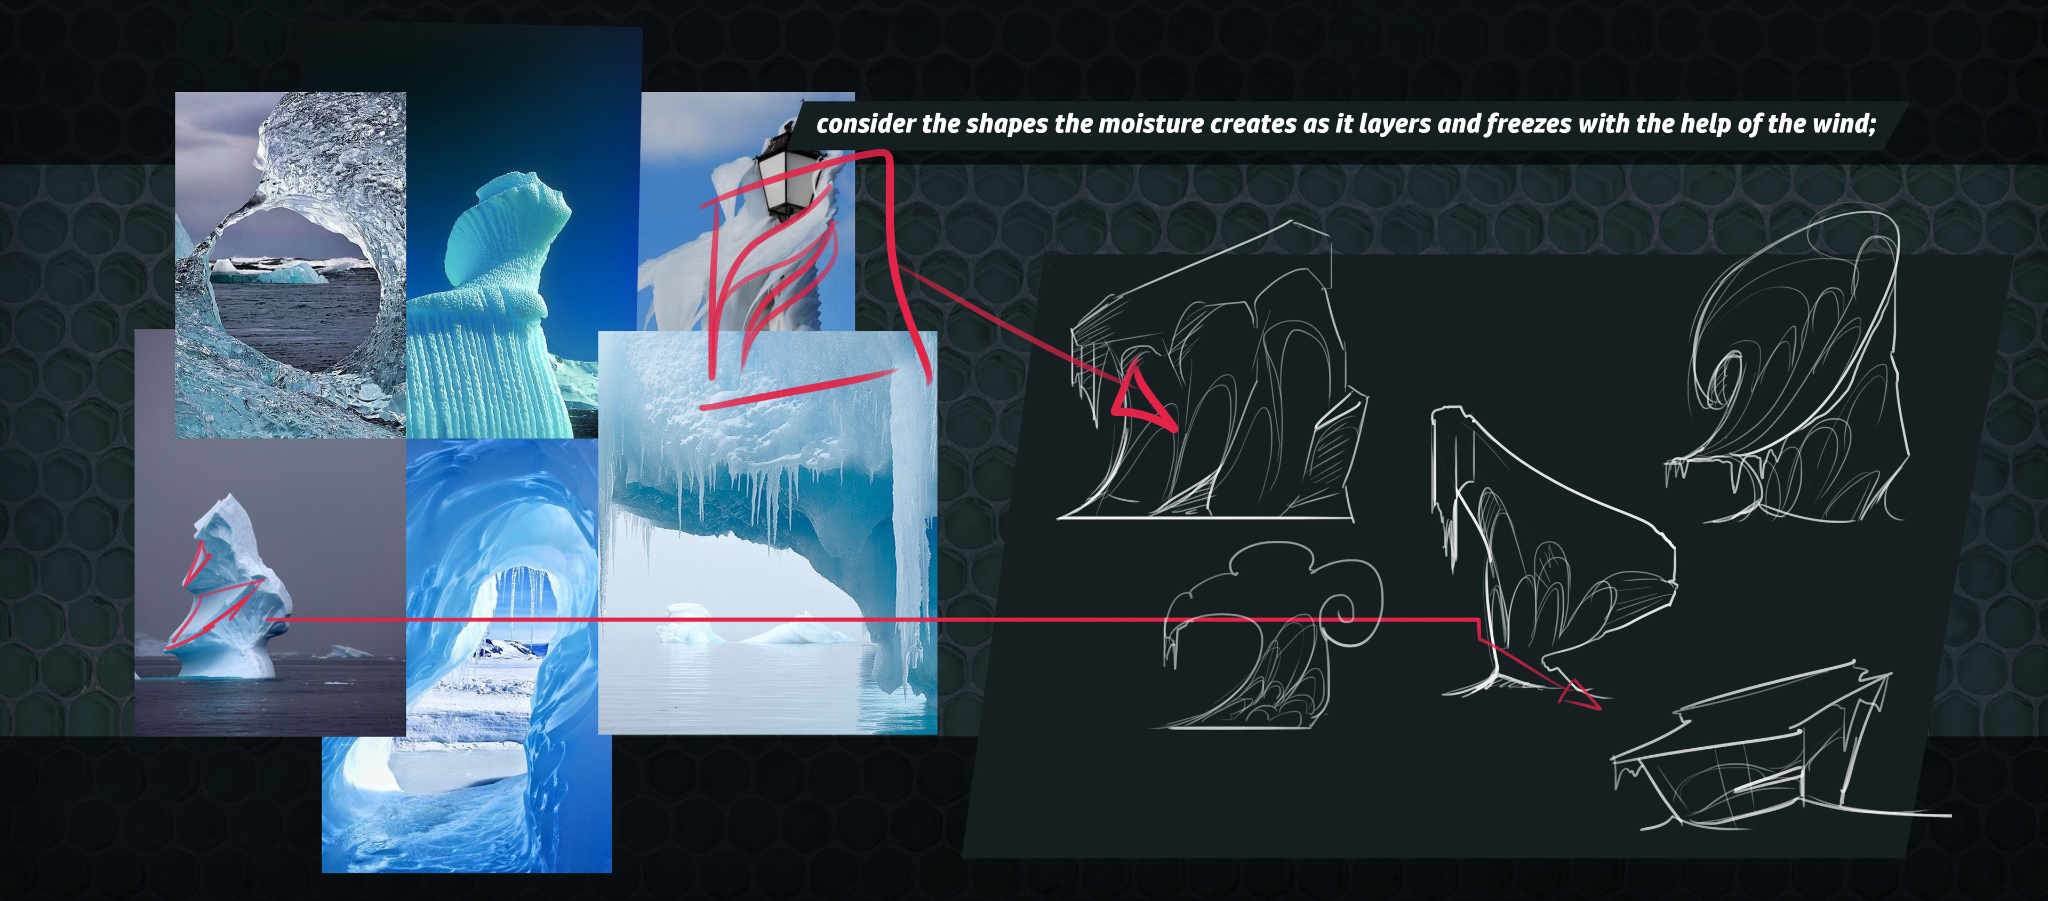 consider the shapes the moisture creates as it layers and freezes with the help of the wind;